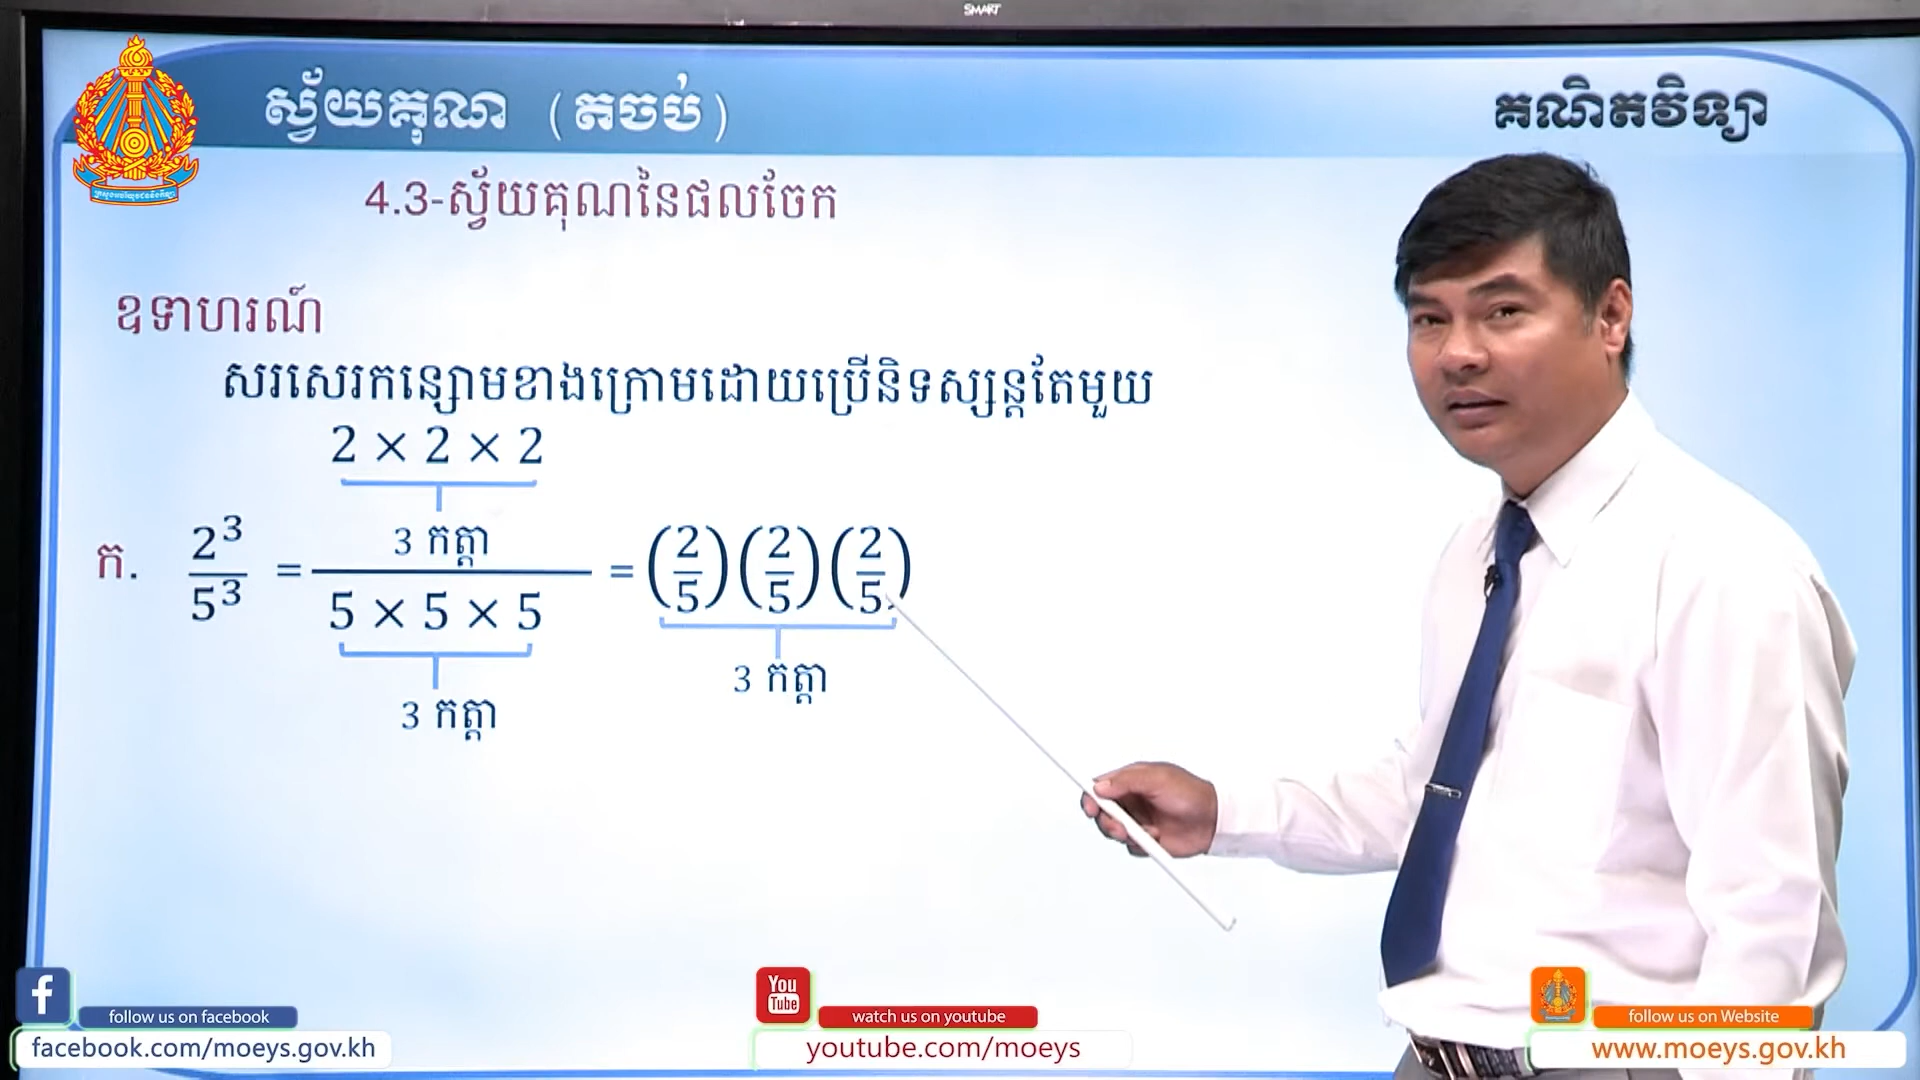 SMART
ស្វ័យគុណ (តចប់)
គណិតវិទ្យា
4.3-ស្វ័យគុណនៃផលចែក
ឧទាហរណ៍
សរសេរកន្សោមខាងក្រោមដោយប្រើនិទស្សន្តតែមួយ
ក. 2³/5³ = (2 × 2 × 2)/(5 × 5 × 5) = (2/5)(2/5)(2/5)
3 កត្តា
3 កត្តា
3 កត្តា
follow us on facebook
facebook.com/moeys.gov.kh
You Tube
watch us on youtube
youtube.com/moeys
follow us on Website
www.moeys.gov.kh